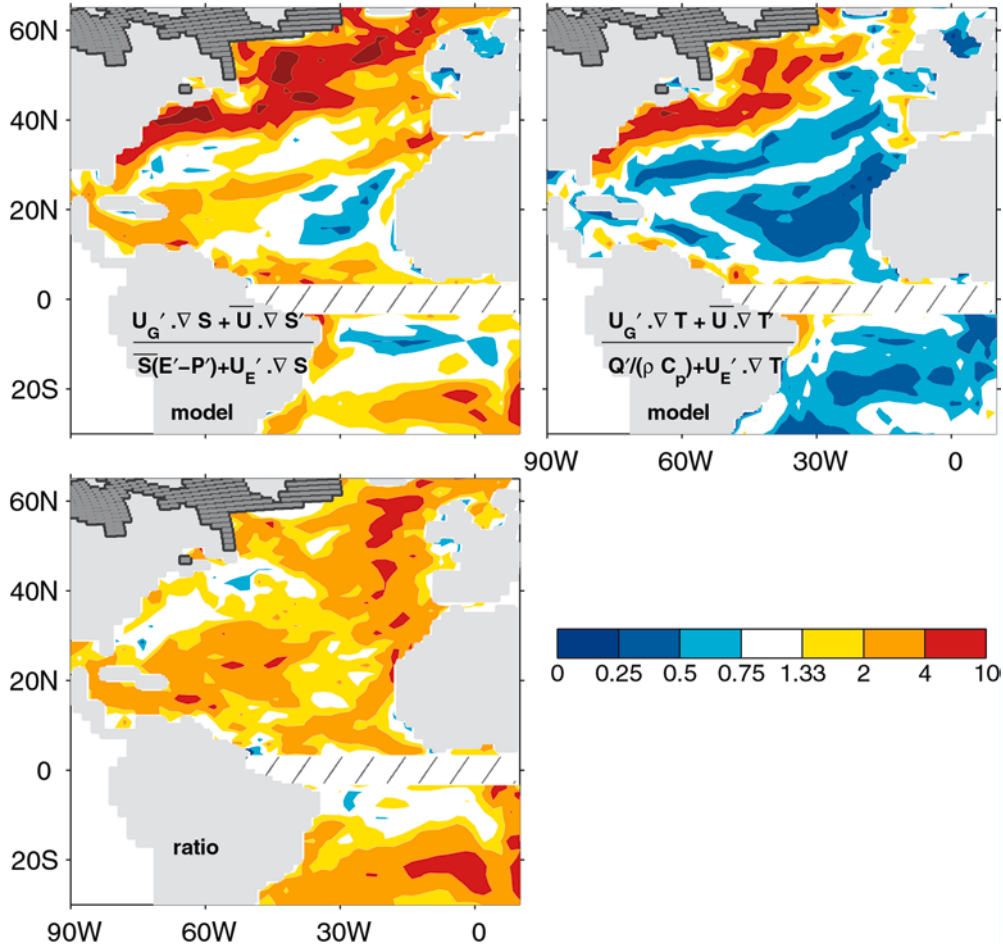 60N
40N
20N
0
20S
U_G′ .∇ S + U̅ .∇ S′
S̅(E′−P′)+U_E′ .∇ S
model
U_G′ .∇ T + U̅ .∇ T′
Q′/(ρ C_p)+U_E′ .∇ T
model
90W 60W 30W 0
60N
40N
20N
0
20S
ratio
90W 60W 30W 0
0 0.25 0.5 0.75 1.33 2 4 10